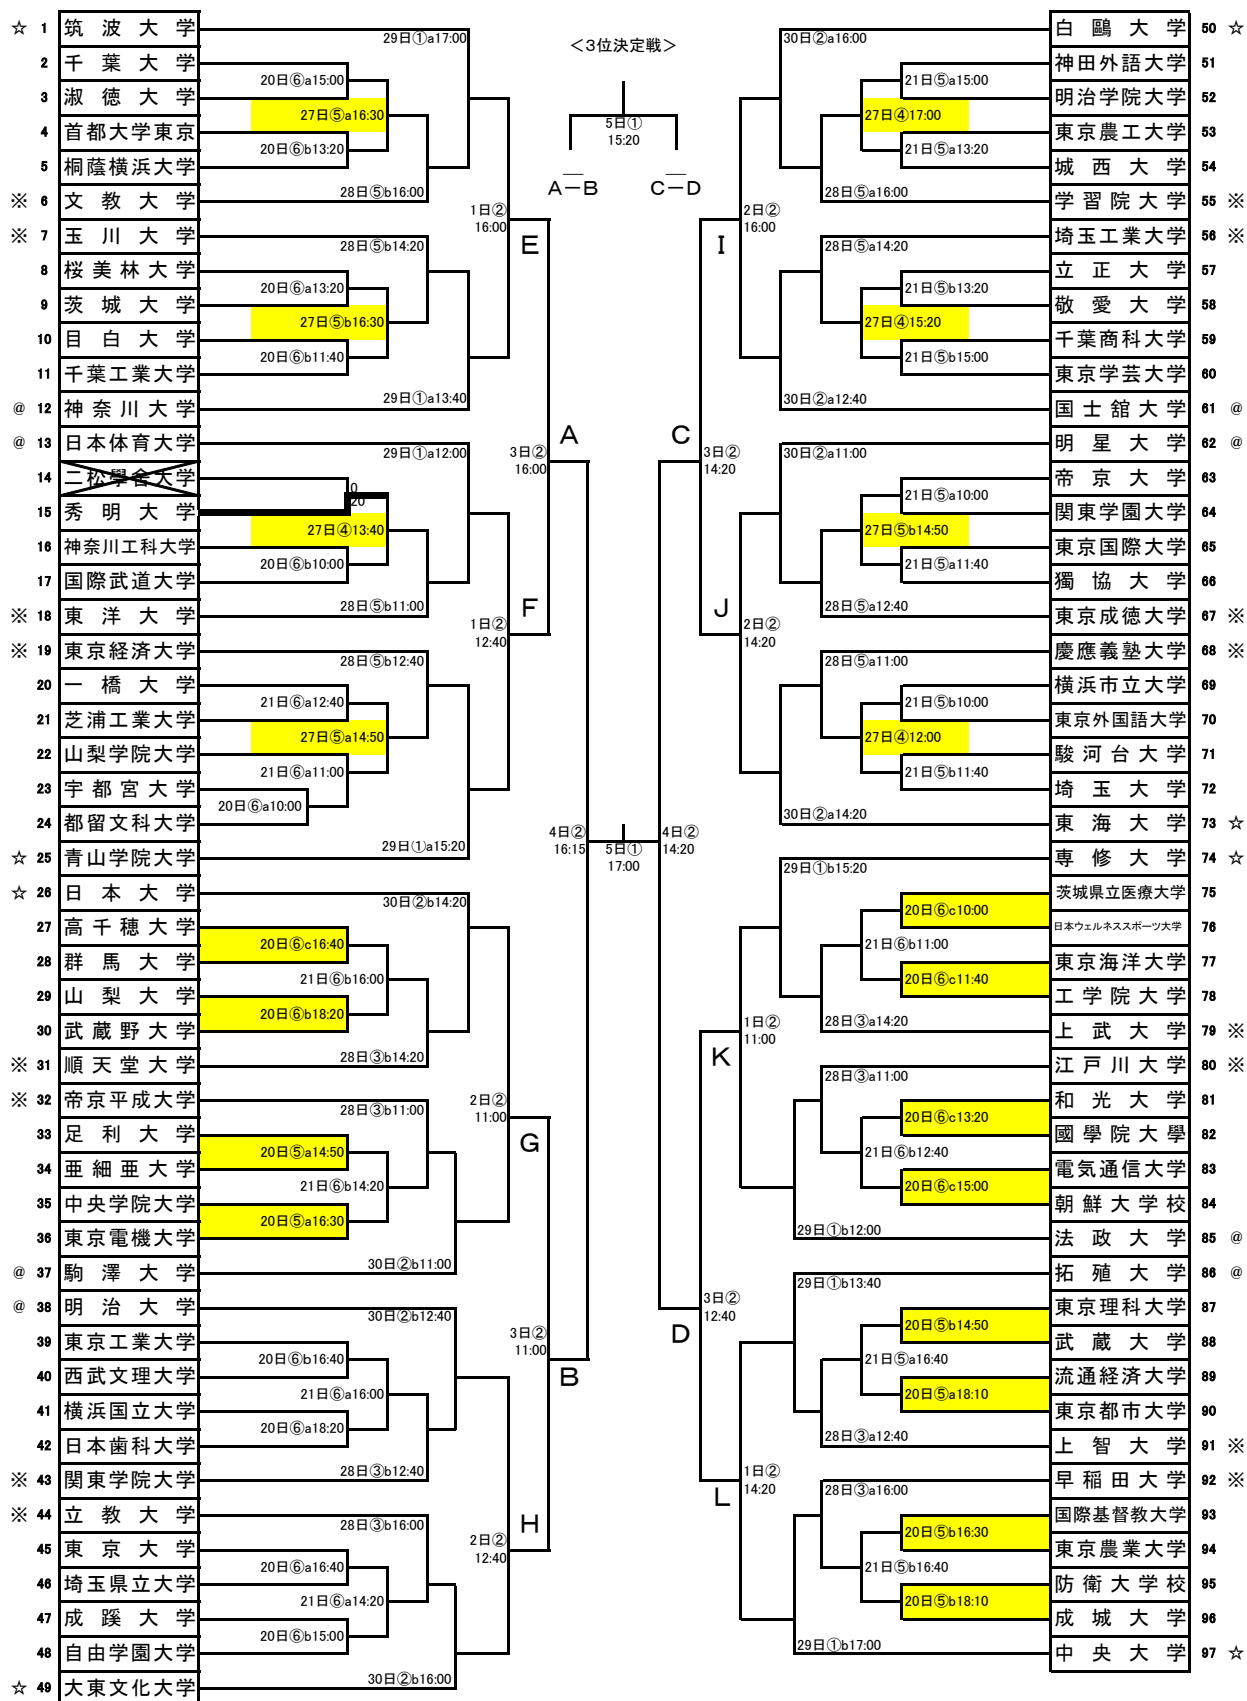 ☆ 1 筑波大学
2 千葉大学
3 淑徳大学
4 首都大学東京
5 桐蔭横浜大学
※ 6 文教大学
※ 7 玉川大学
8 桜美林大学
9 茨城大学
10 目白大学
11 千葉工業大学
@ 12 神奈川大学
@ 13 日本体育大学
14 二松學舍大学
15 秀明大学
16 神奈川工科大学
17 国際武道大学
※ 18 東洋大学
※ 19 東京経済大学
20 一橋大学
21 芝浦工業大学
22 山梨学院大学
23 宇都宮大学
24 都留文科大学
☆ 25 青山学院大学
☆ 26 日本大学
27 高千穂大学
28 群馬大学
29 山梨大学
30 武蔵野大学
※ 31 順天堂大学
※ 32 帝京平成大学
33 足利大学
34 亜細亜大学
35 中央学院大学
36 東京電機大学
@ 37 駒澤大学
@ 38 明治大学
39 東京工業大学
40 西武文理大学
41 横浜国立大学
42 日本歯科大学
※ 43 関東学院大学
※ 44 立教大学
45 東京大学
46 埼玉県立大学
47 成蹊大学
48 自由学園大学
☆ 49 大東文化大学
29日①a17:00
20日⑥a15:00
27日⑤a16:30
20日⑥b13:20
28日⑤b16:00
28日⑤b14:20
20日⑥a13:20
27日⑤b16:30
20日⑥b11:40
29日①a13:40
29日①a12:00
0
20
27日④13:40
20日⑥b10:00
28日⑤b11:00
28日⑤b12:40
21日⑥a12:40
27日⑤a14:50
21日⑥a11:00
20日⑥a10:00
29日①a15:20
30日②b14:20
20日⑥c16:40
21日⑥b16:00
20日⑥b18:20
28日③b14:20
28日③b11:00
20日⑤a14:50
21日⑥b14:20
20日⑤a16:30
30日②b11:00
30日②b12:40
20日⑥b16:40
21日⑥a16:00
20日⑥a18:20
28日③b12:40
28日③b16:00
20日⑥a16:40
21日⑥a14:20
20日⑥b15:00
30日②b16:00
1日②
16:00
E
3日②
16:00
A
1日②
12:40
F
2日②
11:00
G
3日②
11:00
B
2日②
12:40
H
4日②
16:15
＜3位決定戦＞
5日①
15:20
A－B
C－D
5日①
17:00
4日②
14:20
2日②
16:00
I
3日②
14:20
C
2日②
14:20
J
1日②
11:00
K
3日②
12:40
D
1日②
14:20
L
30日②a16:00
21日⑤a15:00
27日④17:00
21日⑤a13:20
28日⑤a16:00
28日⑤a14:20
21日⑤b13:20
27日④15:20
21日⑤b15:00
30日②a12:40
30日②a11:00
21日⑤a10:00
27日⑤b14:50
21日⑤a11:40
28日⑤a12:40
28日⑤a11:00
21日⑤b10:00
27日④12:00
21日⑤b11:40
30日②a14:20
29日①b15:20
20日⑥c10:00
21日⑥b11:00
20日⑥c11:40
28日③a14:20
28日③a11:00
20日⑥c13:20
21日⑥b12:40
20日⑥c15:00
29日①b12:00
29日①b13:40
20日⑤b14:50
21日⑤a16:40
20日⑤a18:10
28日③a12:40
28日③a16:00
20日⑤b16:30
21日⑤b16:40
20日⑤b18:10
29日①b17:00
白鷗大学 50 ☆
神田外語大学 51
明治学院大学 52
東京農工大学 53
城西大学 54
学習院大学 55 ※
埼玉工業大学 56 ※
立正大学 57
敬愛大学 58
千葉商科大学 59
東京学芸大学 60
国士舘大学 61 @
明星大学 62 @
帝京大学 63
関東学園大学 64
東京国際大学 65
獨協大学 66
東京成徳大学 67 ※
慶應義塾大学 68 ※
横浜市立大学 69
東京外国語大学 70
駿河台大学 71
埼玉大学 72
東海大学 73 ☆
専修大学 74 ☆
茨城県立医療大学 75
日本ウェルネススポーツ大学 76
東京海洋大学 77
工学院大学 78
上武大学 79 ※
江戸川大学 80 ※
和光大学 81
國學院大學 82
電気通信大学 83
朝鮮大学校 84
法政大学 85 @
拓殖大学 86 @
東京理科大学 87
武蔵大学 88
流通経済大学 89
東京都市大学 90
上智大学 91 ※
早稲田大学 92 ※
国際基督教大学 93
東京農業大学 94
防衛大学校 95
成城大学 96
中央大学 97 ☆